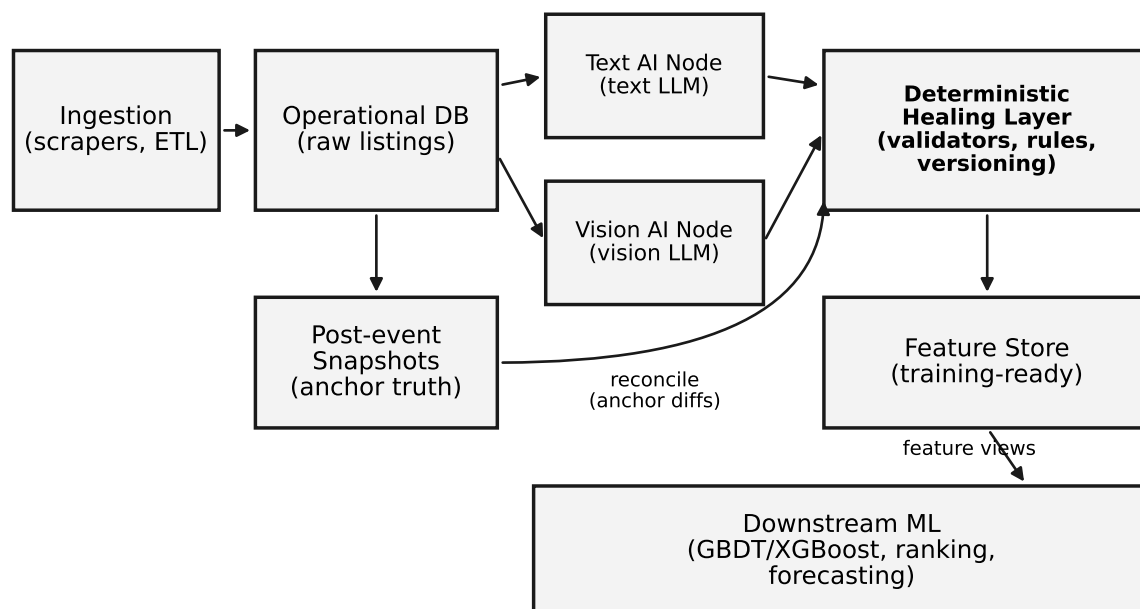 Ingestion
(scrapers, ETL)
Operational DB
(raw listings)
Text AI Node
(text LLM)
Vision AI Node
(vision LLM)
Deterministic
Healing Layer
(validators, rules,
versioning)
Post-event
Snapshots
(anchor truth)
reconcile
(anchor diffs)
Feature Store
(training-ready)
feature views
Downstream ML
(GBDT/XGBoost, ranking,
forecasting)